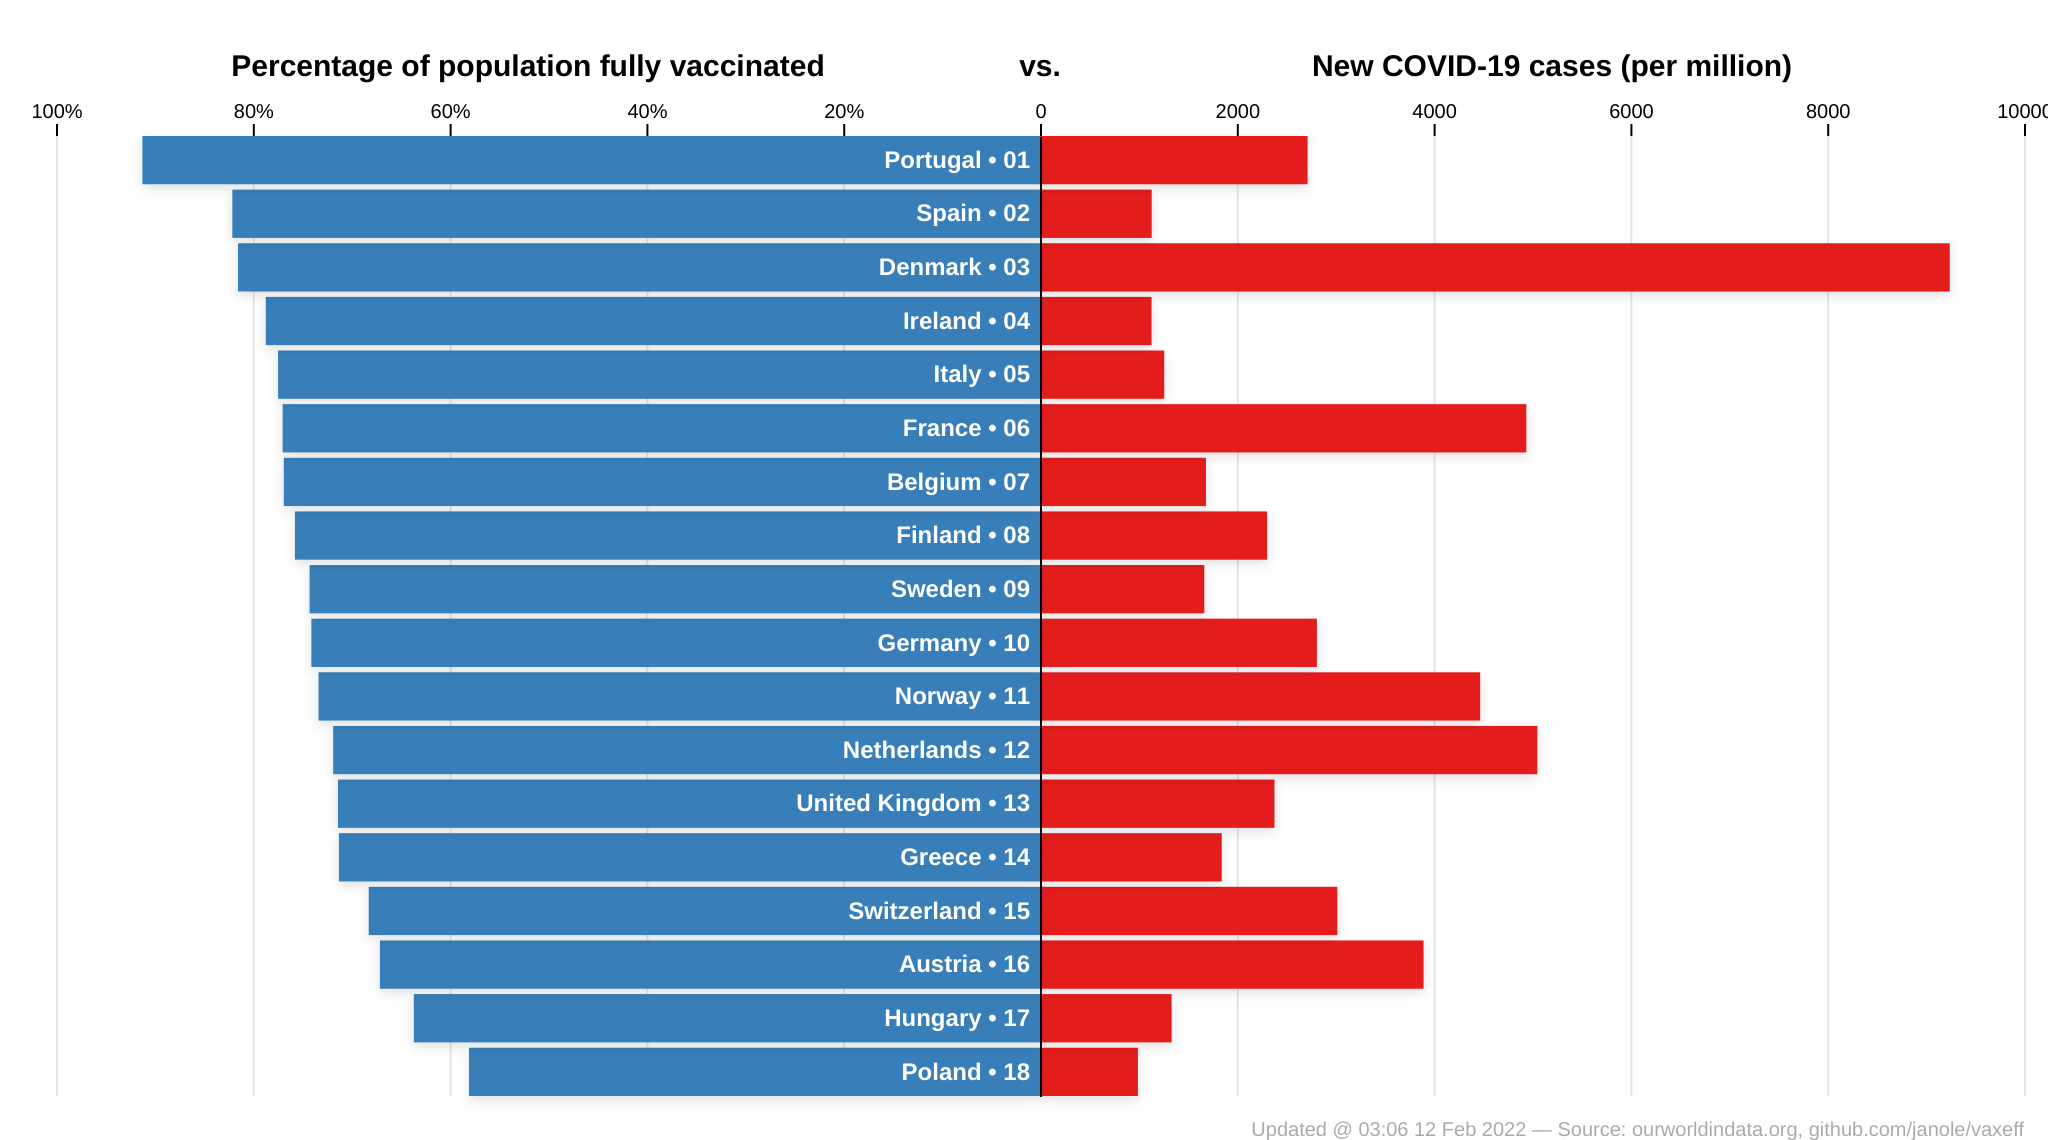 Percentage of population fully vaccinated vs. New COVID-19 cases (per million)
100% 80% 60% 40% 20% 0 2000 4000 6000 8000 10000
Portugal • 01
Spain • 02
Denmark • 03
Ireland • 04
Italy • 05
France • 06
Belgium • 07
Finland • 08
Sweden • 09
Germany • 10
Norway • 11
Netherlands • 12
United Kingdom • 13
Greece • 14
Switzerland • 15
Austria • 16
Hungary • 17
Poland • 18
Updated @ 03:06 12 Feb 2022 — Source: ourworldindata.org, github.com/janole/vaxeff